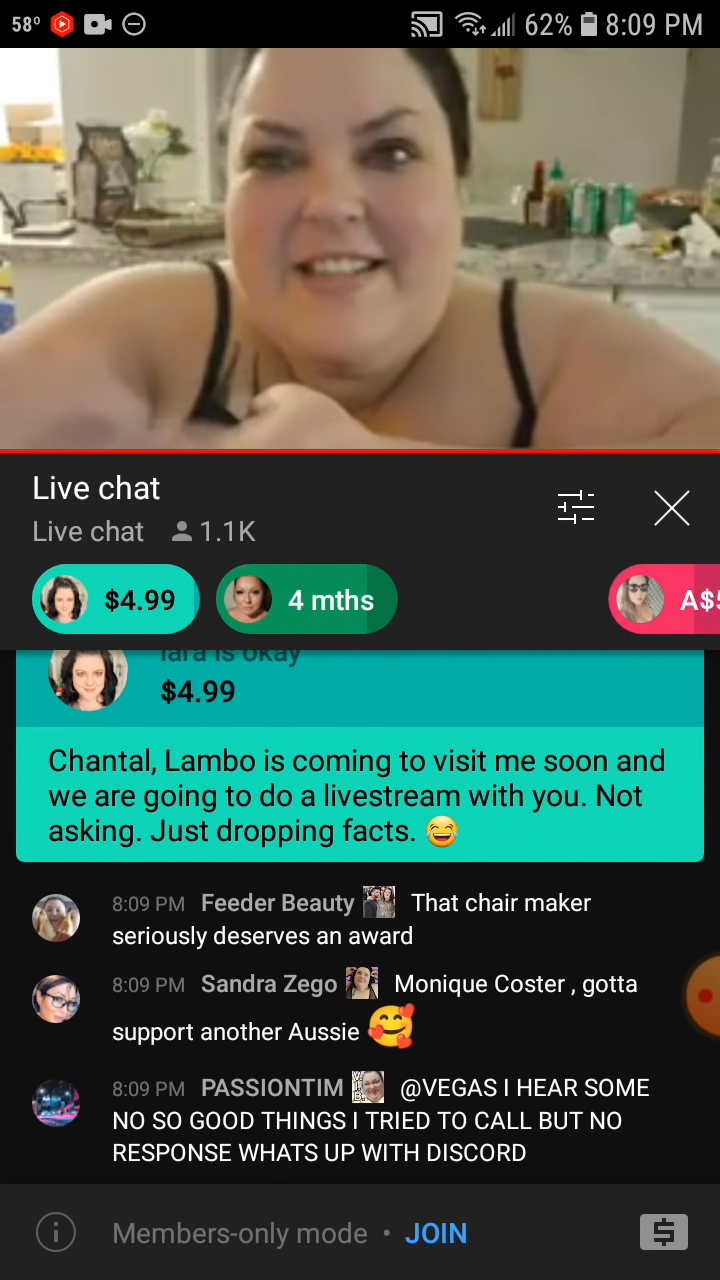 58° 62% 8:09 PM
Live chat
Live chat 1.1K
$4.99 4 mths A$5
iara is okay
$4.99
Chantal, Lambo is coming to visit me soon and
we are going to do a livestream with you. Not
asking. Just dropping facts. 😂
8:09 PM Feeder Beauty That chair maker
seriously deserves an award
8:09 PM Sandra Zego Monique Coster , gotta
support another Aussie 🥰
8:09 PM PASSIONTIM @VEGAS I HEAR SOME
NO SO GOOD THINGS I TRIED TO CALL BUT NO
RESPONSE WHATS UP WITH DISCORD
Members-only mode • JOIN